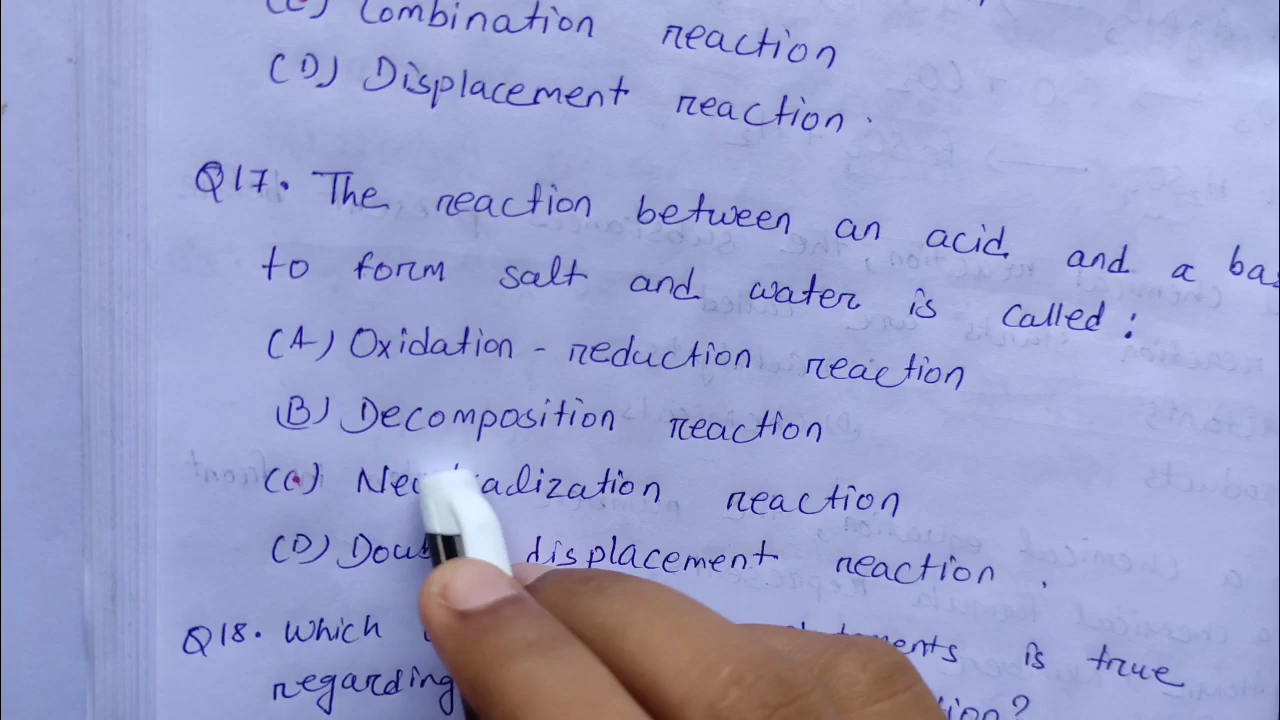 (C) Combination reaction
(D) Displacement reaction.
Q17. The reaction between an acid and a
to form salt and water is called:
(A) Oxidation - reduction reaction
(B) Decomposition reaction
(C) reaction
(D) displacement reaction.
Q18. Which is true
regarding